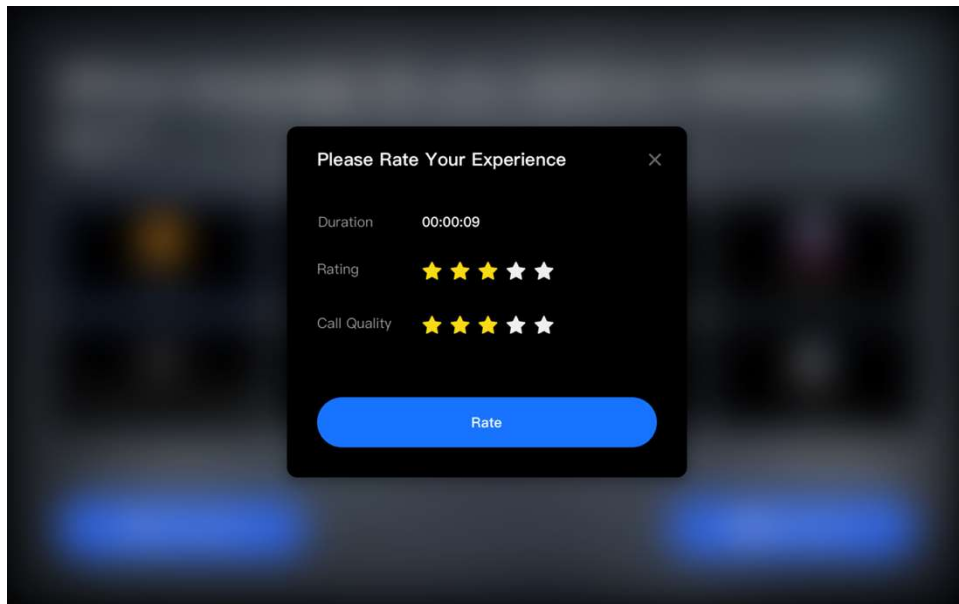 Please Rate Your Experience
Duration 00:00:09
Rating
Call Quality
Rate